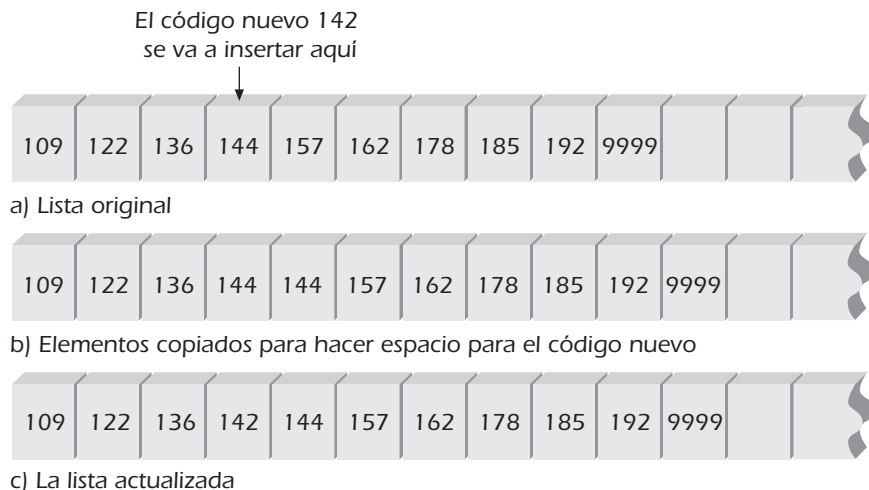 El código nuevo 142
se va a insertar aquí
109 122 136 144 157 162 178 185 192 9999
a) Lista original
109 122 136 144 144 157 162 178 185 192 9999
b) Elementos copiados para hacer espacio para el código nuevo
109 122 136 142 144 157 162 178 185 192 9999
c) La lista actualizada